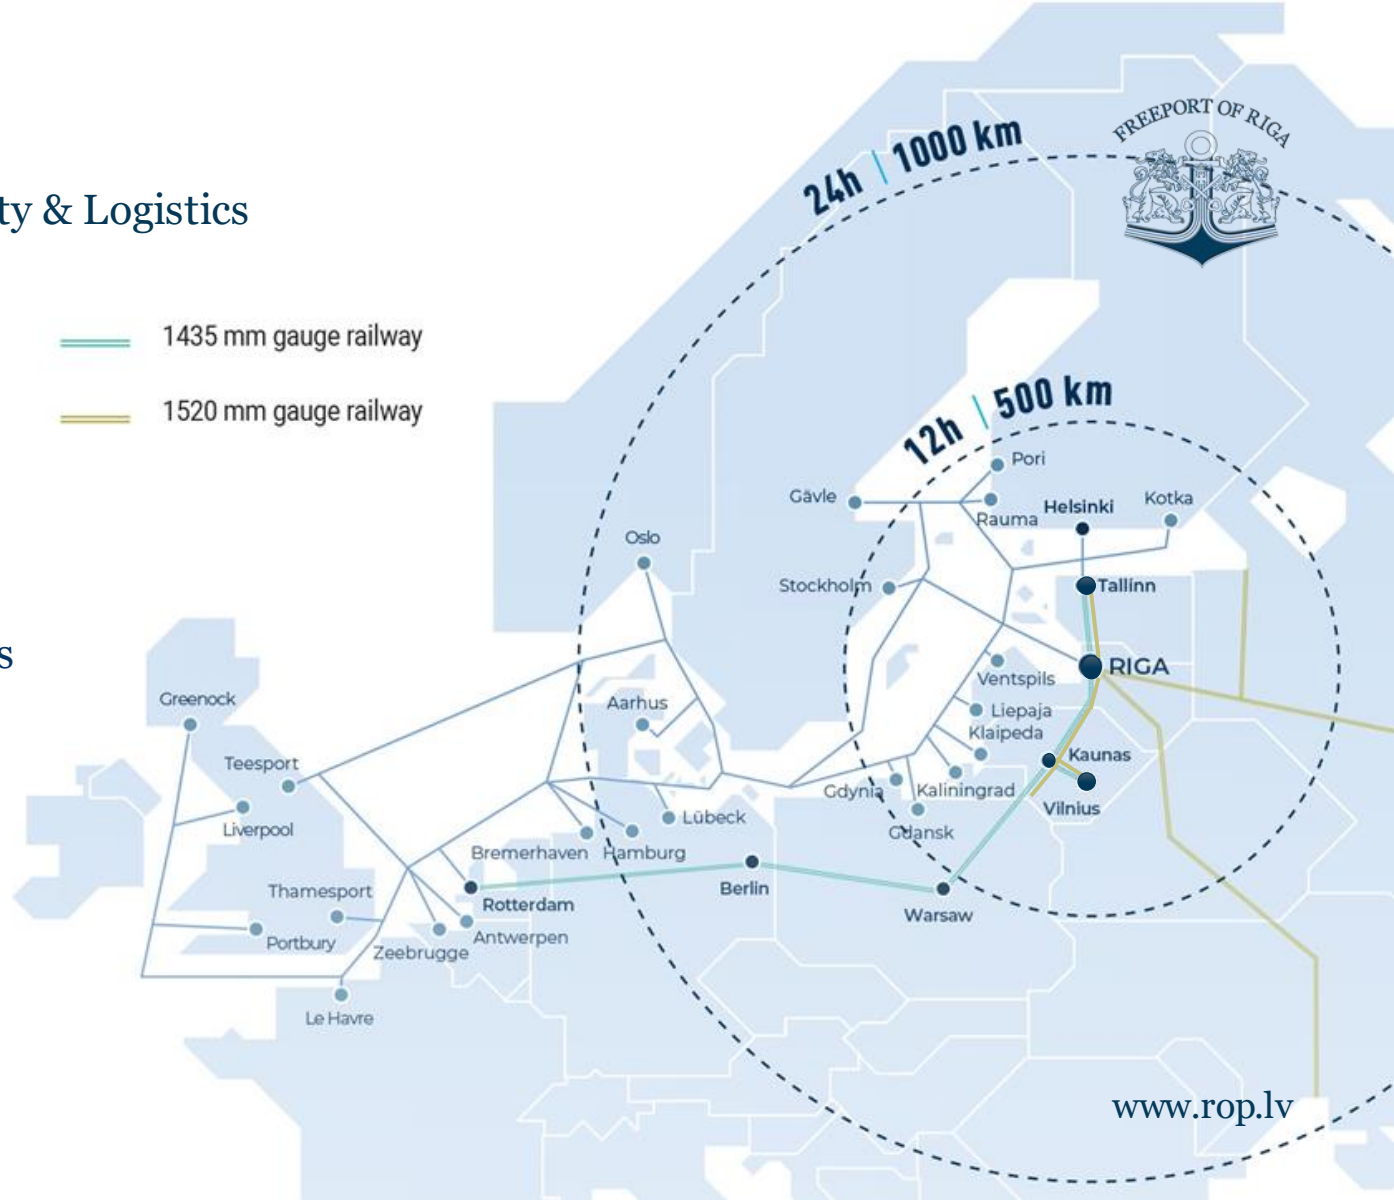 FREEPORT OF RIGA
24h | 1000 km
ty & Logistics
1435 mm gauge railway
1520 mm gauge railway
12h | 500 km
Pori
Gävle
Rauma
Helsinki
Kotka
Oslo
Stockholm
Tallinn
s
RIGA
Ventspils
Greenock
Aarhus
Liepaja
Klaipeda
Teesport
Kaunas
Gdynia
Kaliningrad
Vilnius
Liverpool
Lübeck
Gdansk
Bremerhaven
Hamburg
Thamesport
Berlin
Rotterdam
Warsaw
Portbury
Zeebrugge
Antwerpen
Le Havre
www.rop.lv